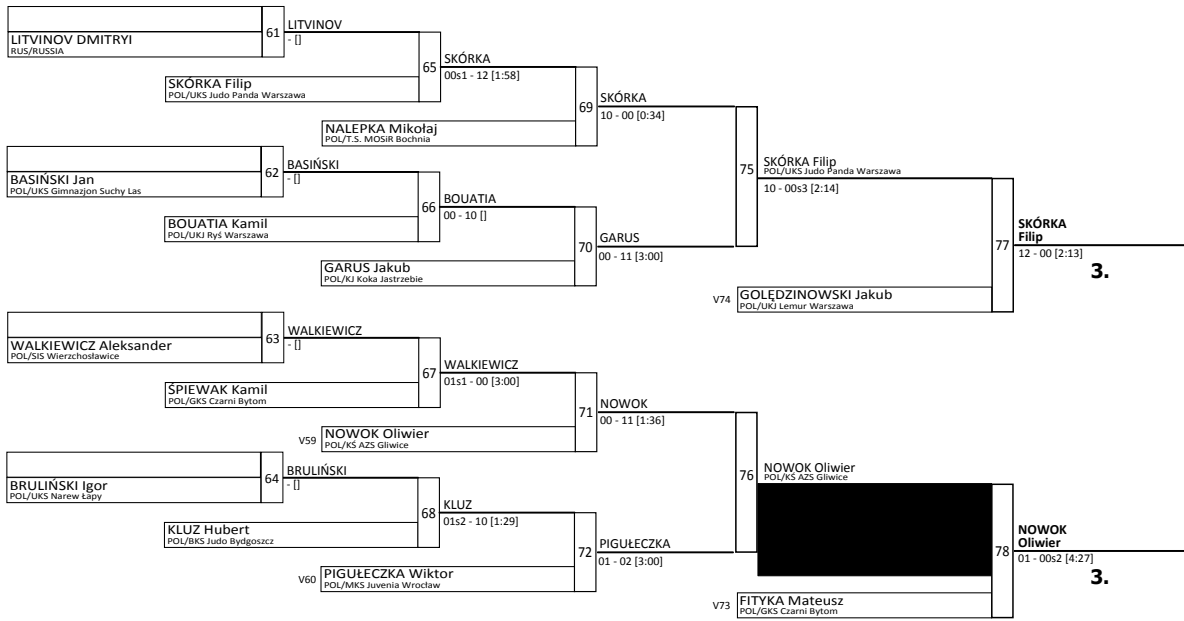 LITVINOV DMITRYI
RUS/RUSSIA
61
LITVINOV
- []
SKÓRKA Filip
POL/UKS Judo Panda Warszawa
65
SKÓRKA
00s1 - 12 [1:58]
NALEPKA Mikołaj
POL/T.S. MOSiR Bochnia
69
SKÓRKA
10 - 00 [0:34]
BASIŃSKI Jan
POL/UKS Gimnazjon Suchy Las
62
BASIŃSKI
- []
BOUATIA Kamil
POL/UKJ Ryś Warszawa
66
BOUATIA
00 - 10 []
GARUS Jakub
POL/KJ Koka Jastrzebie
70
GARUS
00 - 11 [3:00]
75
SKÓRKA Filip
POL/UKS Judo Panda Warszawa
10 - 00s3 [2:14]
V74
GOLĘDZINOWSKI Jakub
POL/UKJ Lemur Warszawa
77
SKÓRKA
Filip
12 - 00 [2:13]
3.
WALKIEWICZ Aleksander
POL/SIS Wierzchosławice
63
WALKIEWICZ
- []
ŚPIEWAK Kamil
POL/GKS Czarni Bytom
67
WALKIEWICZ
01s1 - 00 [3:00]
V59
NOWOK Oliwier
POL/KŚ AZS Gliwice
71
NOWOK
00 - 11 [1:36]
BRULIŃSKI Igor
POL/UKS Narew Łapy
64
BRULIŃSKI
- []
KLUZ Hubert
POL/BKS Judo Bydgoszcz
68
KLUZ
01s2 - 10 [1:29]
V60
PIGUŁECZKA Wiktor
POL/MKS Juvenia Wrocław
72
PIGUŁECZKA
01 - 02 [3:00]
76
NOWOK Oliwier
POL/KŚ AZS Gliwice
V73
FITYKA Mateusz
POL/GKS Czarni Bytom
78
NOWOK
Oliwier
01 - 00s2 [4:27]
3.